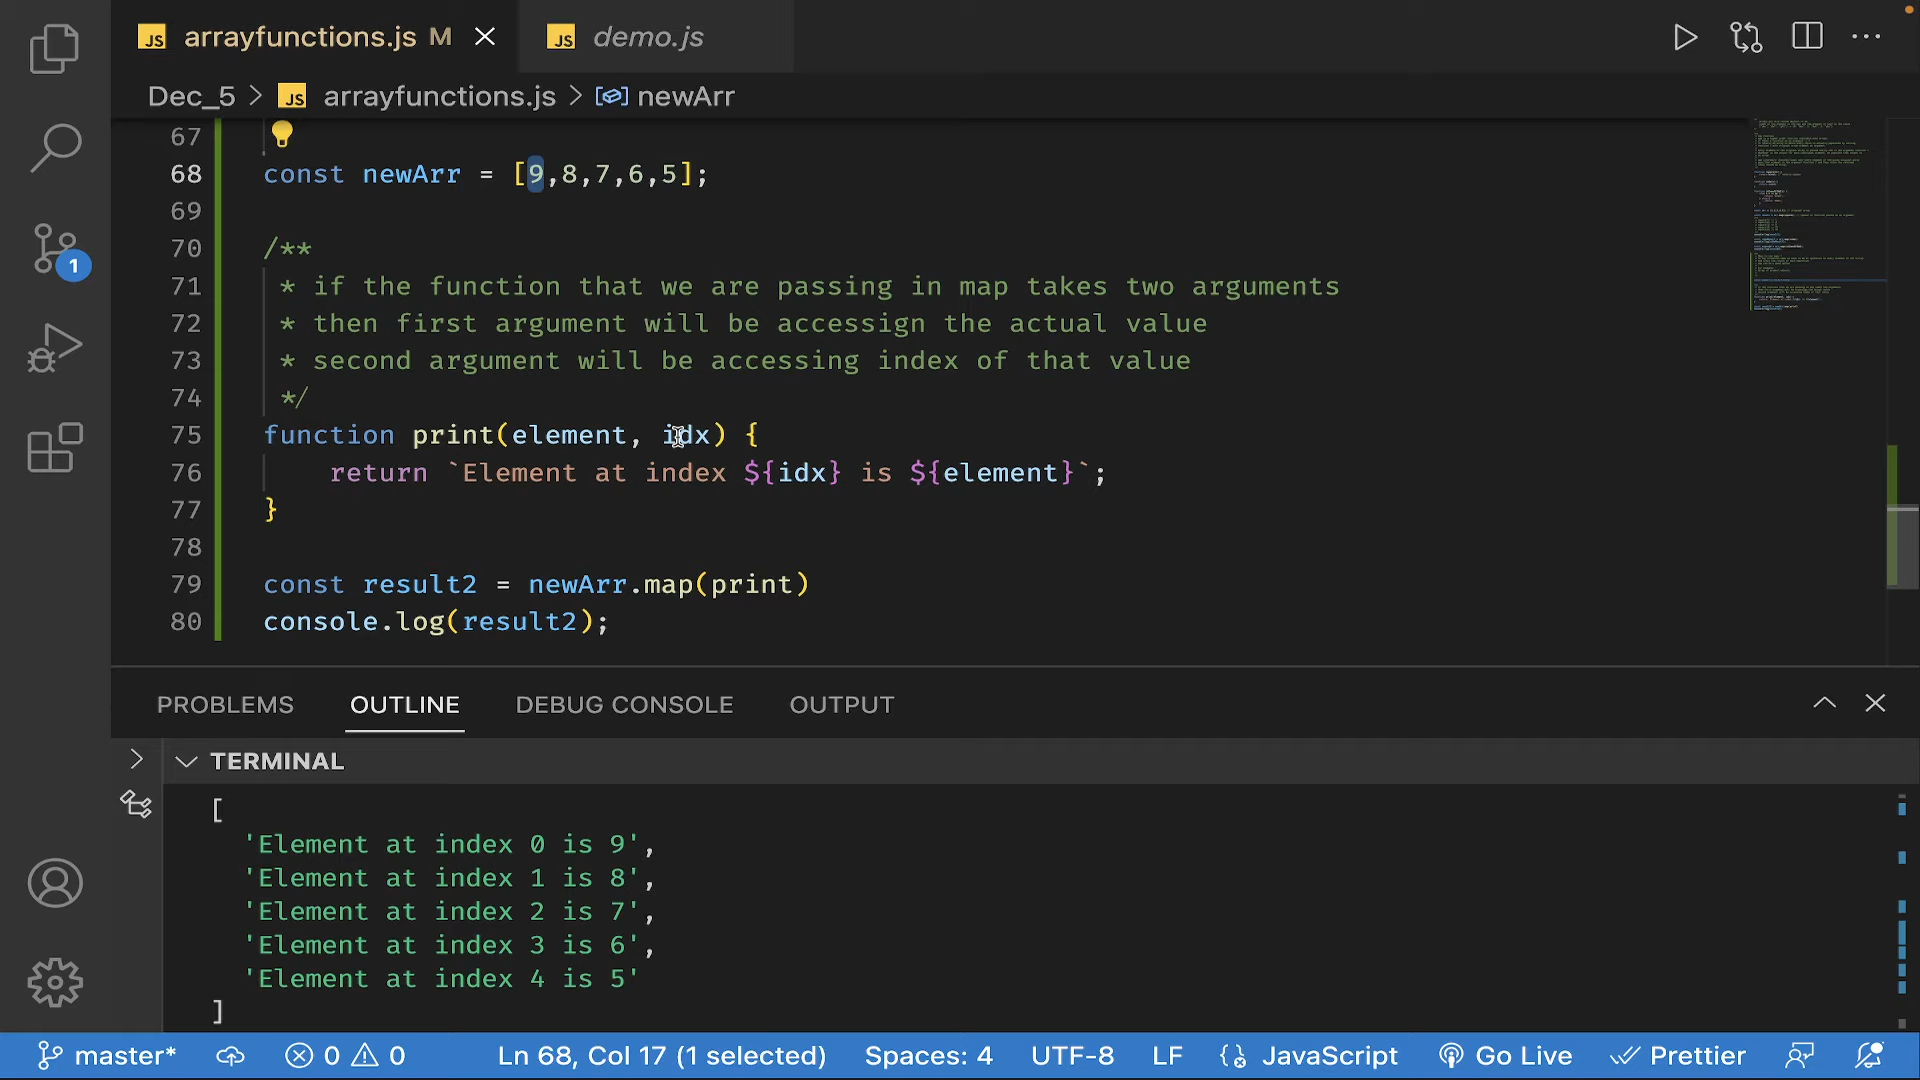 JS arrayfunctions.js M
JS demo.js
Dec_5 > JS arrayfunctions.js > newArr
67
68 const newArr = [9,8,7,6,5];
69
70 /**
71 * if the function that we are passing in map takes two arguments
72 * then first argument will be accessign the actual value
73 * second argument will be accessing index of that value
74 */
75 function print(element, idx) {
76 return `Element at index ${idx} is ${element}`;
77 }
78
79 const result2 = newArr.map(print)
80 console.log(result2);
1
PROBLEMS OUTLINE DEBUG CONSOLE OUTPUT
TERMINAL
[
'Element at index 0 is 9',
'Element at index 1 is 8',
'Element at index 2 is 7',
'Element at index 3 is 6',
'Element at index 4 is 5'
]
master* 0 0 Ln 68, Col 17 (1 selected) Spaces: 4 UTF-8 LF JavaScript Go Live Prettier